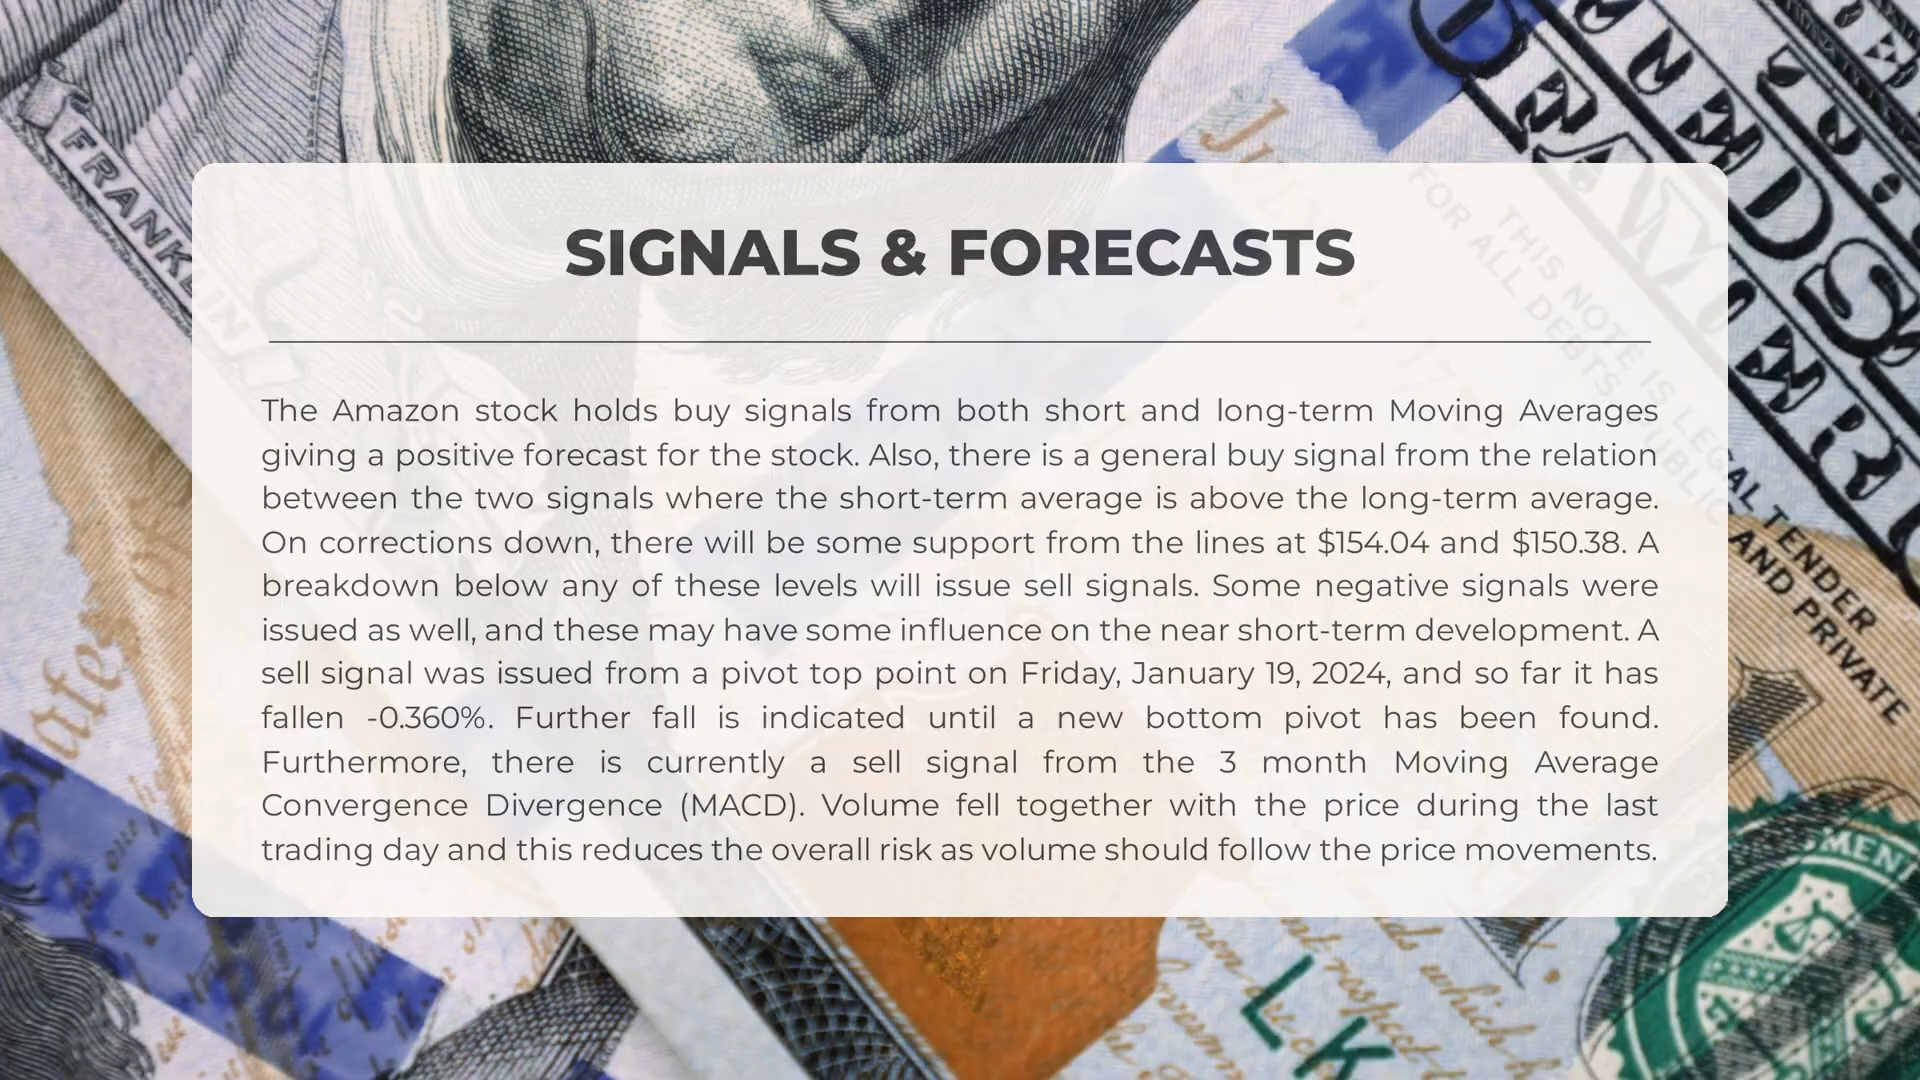 FRANKLIN
SIGNALS & FORECASTS
THIS NOTE IS LEGAL TENDER
FOR ALL DEBTS, PUBLIC AND PRIVATE
The Amazon stock holds buy signals from both short and long-term Moving Averages
giving a positive forecast for the stock. Also, there is a general buy signal from the relation
between the two signals where the short-term average is above the long-term average.
On corrections down, there will be some support from the lines at $154.04 and $150.38. A
breakdown below any of these levels will issue sell signals. Some negative signals were
issued as well, and these may have some influence on the near short-term development. A
sell signal was issued from a pivot top point on Friday, January 19, 2024, and so far it has
fallen -0.360%. Further fall is indicated until a new bottom pivot has been found.
Furthermore, there is currently a sell signal from the 3 month Moving Average
Convergence Divergence (MACD). Volume fell together with the price during the last
trading day and this reduces the overall risk as volume should follow the price movements.
L K